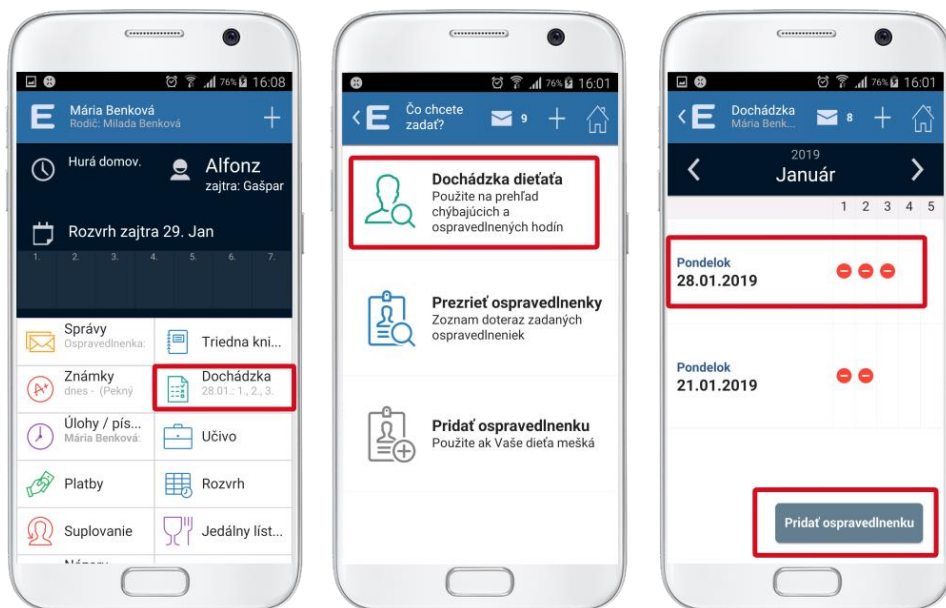 76% 16:08
E
Mária Benková
Rodič: Milada Benková
+
Hurá domov.
Alfonz
zajtra: Gašpar
Rozvrh zajtra 29. Jan
1. 2. 3. 4. 5. 6. 7.
Správy
Ospravedlnenka:
Triedna kni...
Známky
dnes - (Pekný
Dochádzka
28.01.: 1., 2., 3.
Úlohy / pís...
Mária Benková:
Učivo
Platby
Rozvrh
Suplovanie
Jedálny líst...
76% 16:01
E
Čo chcete
zadať?
9 +
Dochádzka dieťaťa
Použite na prehľad
chýbajúcich a
ospravedlnených hodín
Prezrieť ospravedlnenky
Zoznam doteraz zadaných
ospravedlneniek
Pridať ospravedlnenku
Použite ak Vaše dieťa mešká
76% 16:01
E
Dochádzka
Mária Benk...
8 +
2019
Január
1 2 3 4 5
Pondelok
28.01.2019
Pondelok
21.01.2019
Pridať ospravedlnenku